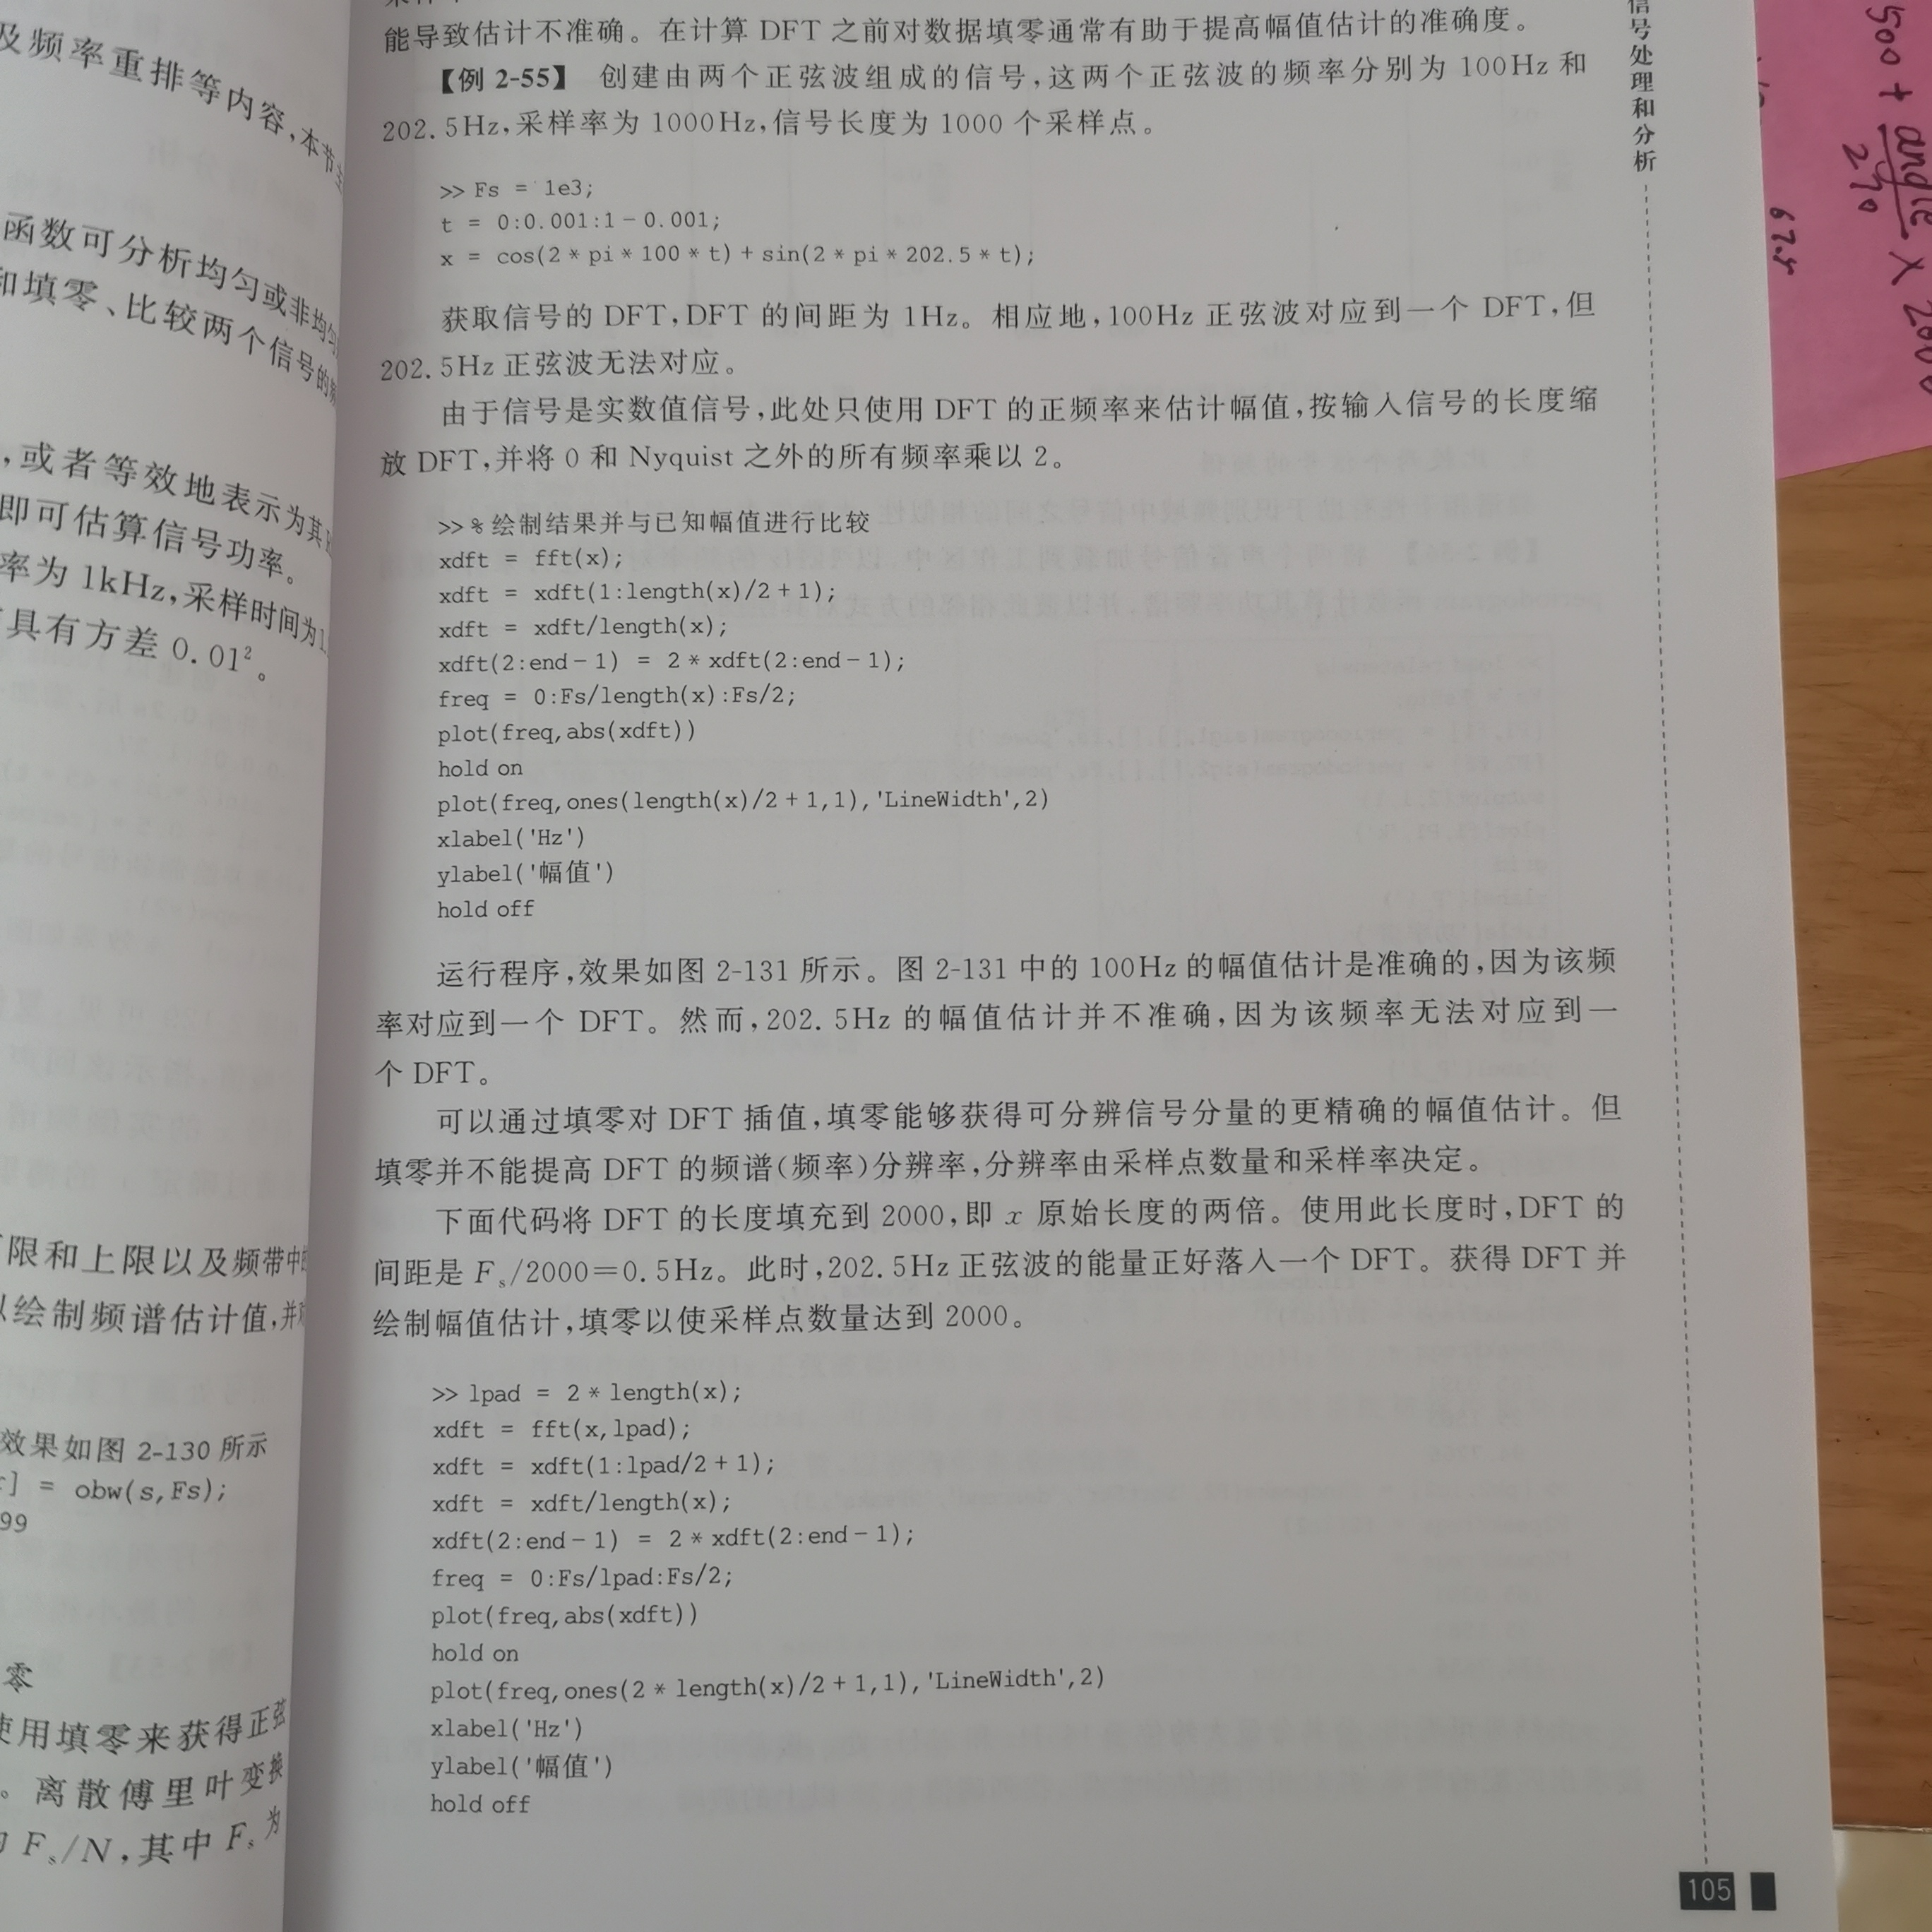 及频率重排等内容,本节
函数可分析均匀或非均匀
和填零、比较两个信号的
,或者等效地表示为其
即可估算信号功率。
率为 1kHz,采样时间为1
具有方差 0.01²。
限和上限以及频带中
绘制频谱估计值,并
效果如图 2-130 所示
] = obw(s,Fs);
99
零
使用填零来获得正弦
。离散傅里叶变换
F_s/N,其中 F_s 为
能导致估计不准确。在计算 DFT 之前对数据填零通常有助于提高幅值估计的准确度。
【例 2-55】 创建由两个正弦波组成的信号,这两个正弦波的频率分别为 100Hz 和
202.5Hz,采样率为 1000Hz,信号长度为 1000 个采样点。
>> Fs = 1e3;
t = 0:0.001:1-0.001;
x = cos(2*pi*100*t)+sin(2*pi*202.5*t);
获取信号的 DFT,DFT 的间距为 1Hz。相应地,100Hz 正弦波对应到一个 DFT,但
202.5Hz 正弦波无法对应。
由于信号是实数值信号,此处只使用 DFT 的正频率来估计幅值,按输入信号的长度缩
放 DFT,并将 0 和 Nyquist 之外的所有频率乘以 2。
>> % 绘制结果并与已知幅值进行比较
xdft = fft(x);
xdft = xdft(1:length(x)/2+1);
xdft = xdft/length(x);
xdft(2:end-1) = 2*xdft(2:end-1);
freq = 0:Fs/length(x):Fs/2;
plot(freq,abs(xdft))
hold on
plot(freq,ones(length(x)/2+1,1),'LineWidth',2)
xlabel('Hz')
ylabel('幅值')
hold off
运行程序,效果如图 2-131 所示。图 2-131 中的 100Hz 的幅值估计是准确的,因为该频
率对应到一个 DFT。然而,202.5Hz 的幅值估计并不准确,因为该频率无法对应到一
个 DFT。
可以通过填零对 DFT 插值,填零能够获得可分辨信号分量的更精确的幅值估计。但
填零并不能提高 DFT 的频谱(频率)分辨率,分辨率由采样点数量和采样率决定。
下面代码将 DFT 的长度填充到 2000,即 x 原始长度的两倍。使用此长度时,DFT 的
间距是 F_s/2000=0.5Hz。此时,202.5Hz 正弦波的能量正好落入一个 DFT。获得 DFT 并
绘制幅值估计,填零以使采样点数量达到 2000。
>> lpad = 2*length(x);
xdft = fft(x,lpad);
xdft = xdft(1:lpad/2+1);
xdft = xdft/length(x);
xdft(2:end-1) = 2*xdft(2:end-1);
freq = 0:Fs/lpad:Fs/2;
plot(freq,abs(xdft))
hold on
plot(freq,ones(2*length(x)/2+1,1),'LineWidth',2)
xlabel('Hz')
ylabel('幅值')
hold off
信号处理和分析
105
500 + angle/270 × 2000
67.5